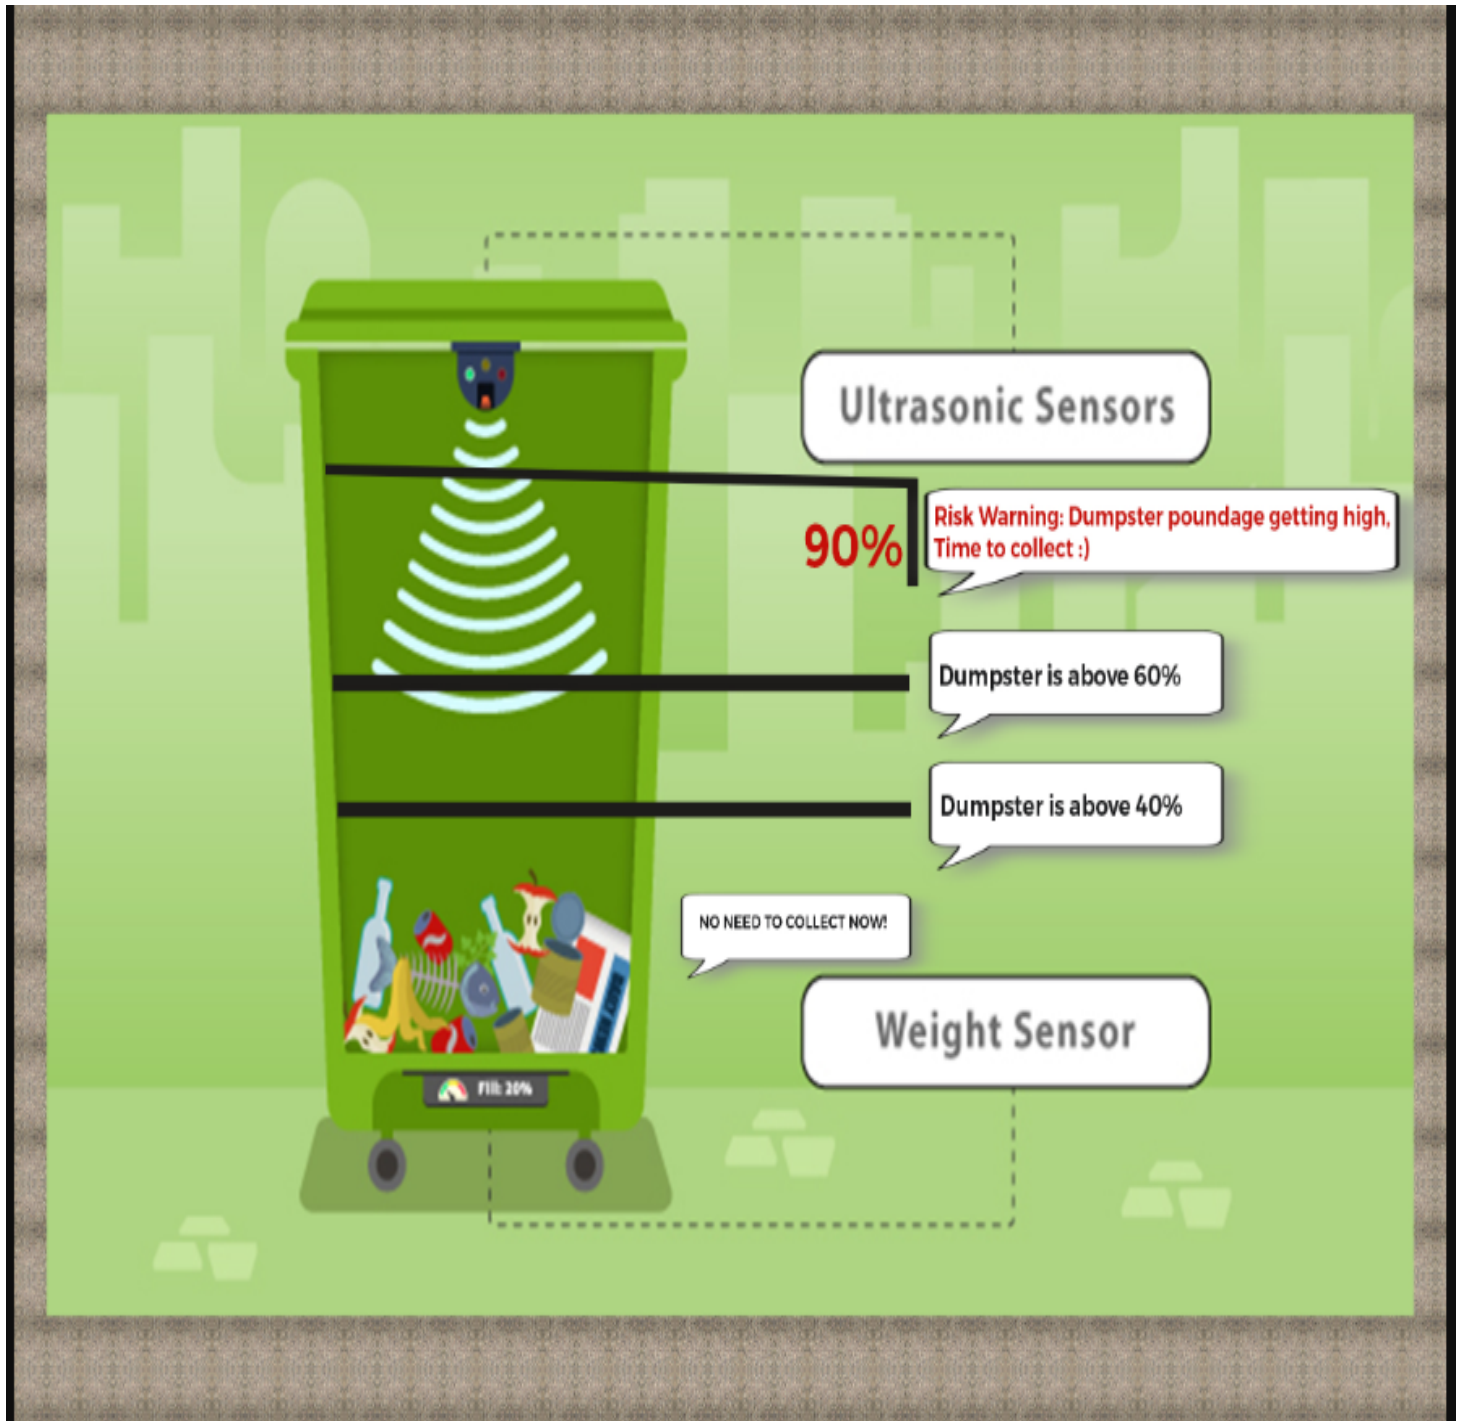 Ultrasonic Sensors
90%
Risk Warning: Dumpster poundage getting high,
Time to collect :)
Dumpster is above 60%
Dumpster is above 40%
NO NEED TO COLLECT NOW!
Weight Sensor
Fill: 20%